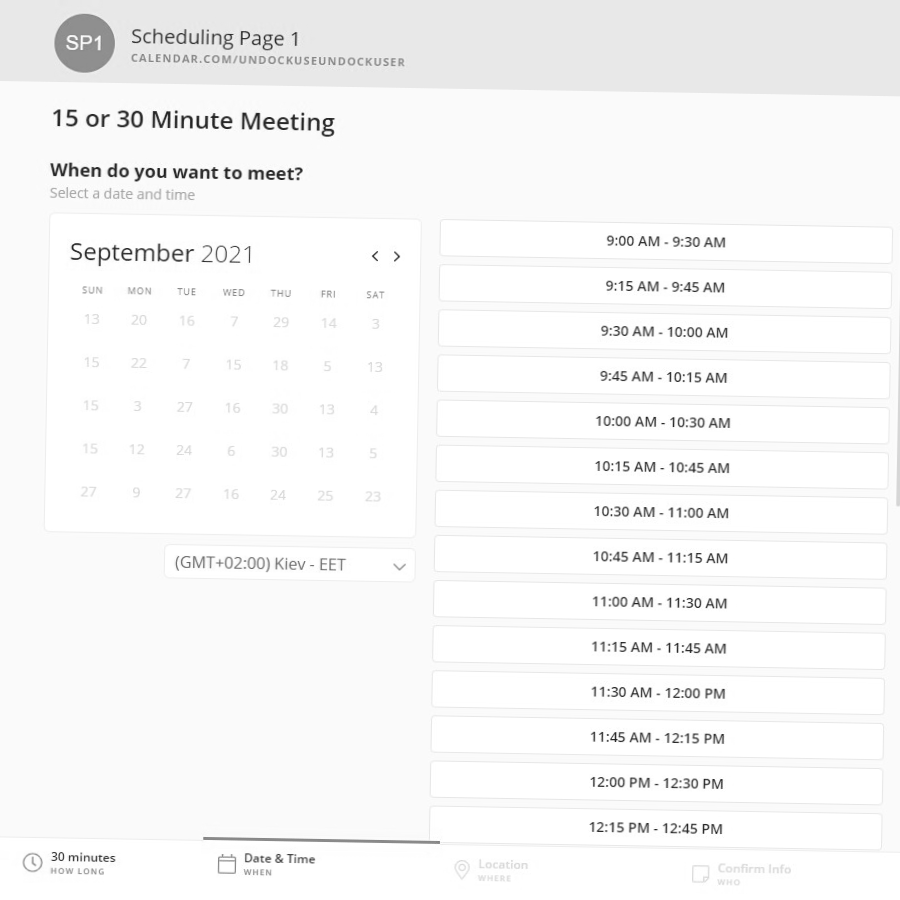 SP1
Scheduling Page 1
CALENDAR.COM/UNDOCKUSEUNDOCKUSER
15 or 30 Minute Meeting
When do you want to meet?
Select a date and time
September 2021
SUN MON TUE WED THU FRI SAT
13 20 16 7 29 14 3
15 22 7 15 18 5 13
15 3 27 16 30 13 4
15 12 24 6 30 13 5
27 9 27 16 24 25 23
(GMT+02:00) Kiev - EET
9:00 AM - 9:30 AM
9:15 AM - 9:45 AM
9:30 AM - 10:00 AM
9:45 AM - 10:15 AM
10:00 AM - 10:30 AM
10:15 AM - 10:45 AM
10:30 AM - 11:00 AM
10:45 AM - 11:15 AM
11:00 AM - 11:30 AM
11:15 AM - 11:45 AM
11:30 AM - 12:00 PM
11:45 AM - 12:15 PM
12:00 PM - 12:30 PM
12:15 PM - 12:45 PM
30 minutes
HOW LONG
Date & Time
WHEN
Location
WHERE
Confirm Info
WHO